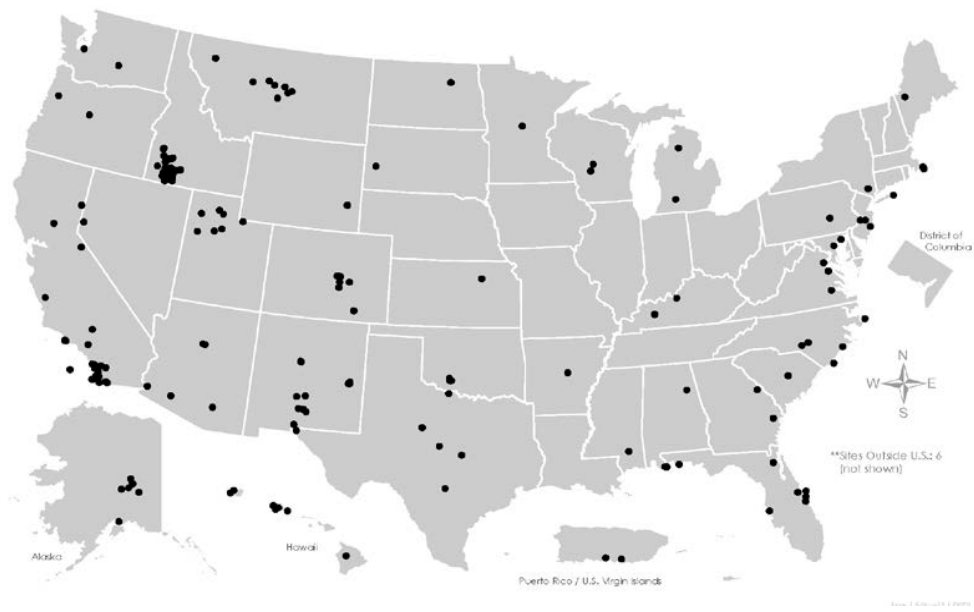 District of
Columbia
N
W E
S
**Sites Outside U.S.: 6
(not shown)
Alaska
Hawaii
Puerto Rico / U.S. Virgin Islands